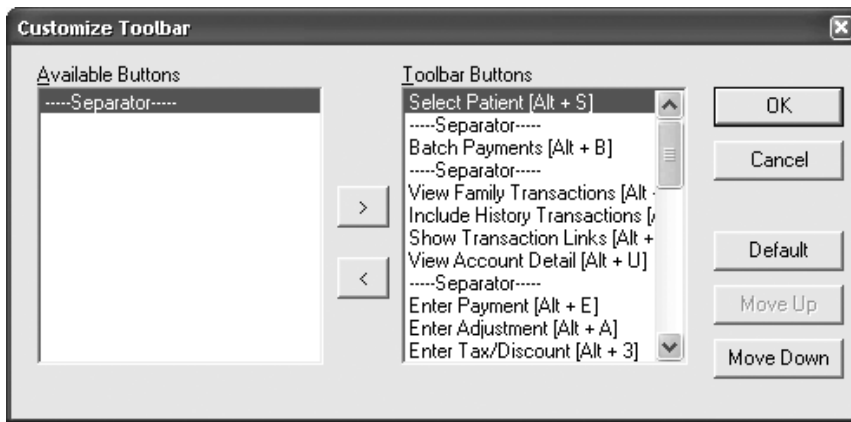 Customize Toolbar
Available Buttons
-----Separator-----
>
<
Toolbar Buttons
Select Patient [Alt + S]
-----Separator-----
Batch Payments [Alt + B]
-----Separator-----
View Family Transactions [Alt
Include History Transactions [
Show Transaction Links [Alt +
View Account Detail [Alt + U]
-----Separator-----
Enter Payment [Alt + E]
Enter Adjustment [Alt + A]
Enter Tax/Discount [Alt + 3]
OK
Cancel
Default
Move Up
Move Down